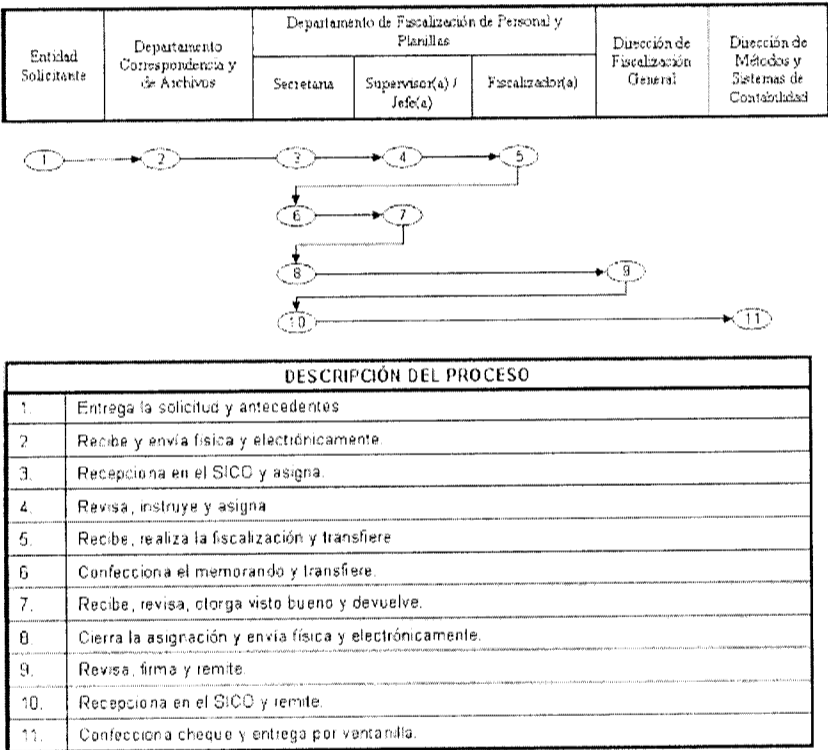 Entidad
Solicitante
Departamento
Correspondencia y
de Archivos
Departamento de Fiscalización de Personal y
Planillas
Secretaria
Supervisor(a) /
Jefe(a)
Fiscalizador(a)
Dirección de
Fiscalización
General
Dirección de
Métodos y
Sistemas de
Contabilidad
1
2
3
4
5
6
7
8
9
10
11
DESCRIPCIÓN DEL PROCESO
1. Entrega la solicitud y antecedentes
2 Recibe y envía física y electrónicamente.
3. Recepciona en el SICO y asigna.
4. Revisa, instruye y asigna
5. Recibe, realiza la fiscalización y transfiere
6 Confecciona el memorando y transfiere.
7. Recibe, revisa, otorga visto bueno y devuelve.
8 Cierra la asignación y envía física y electrónicamente.
9. Revisa, firma y remite.
10. Recepciona en el SICO y remite.
11. Confecciona cheque y entrega por ventanilla.